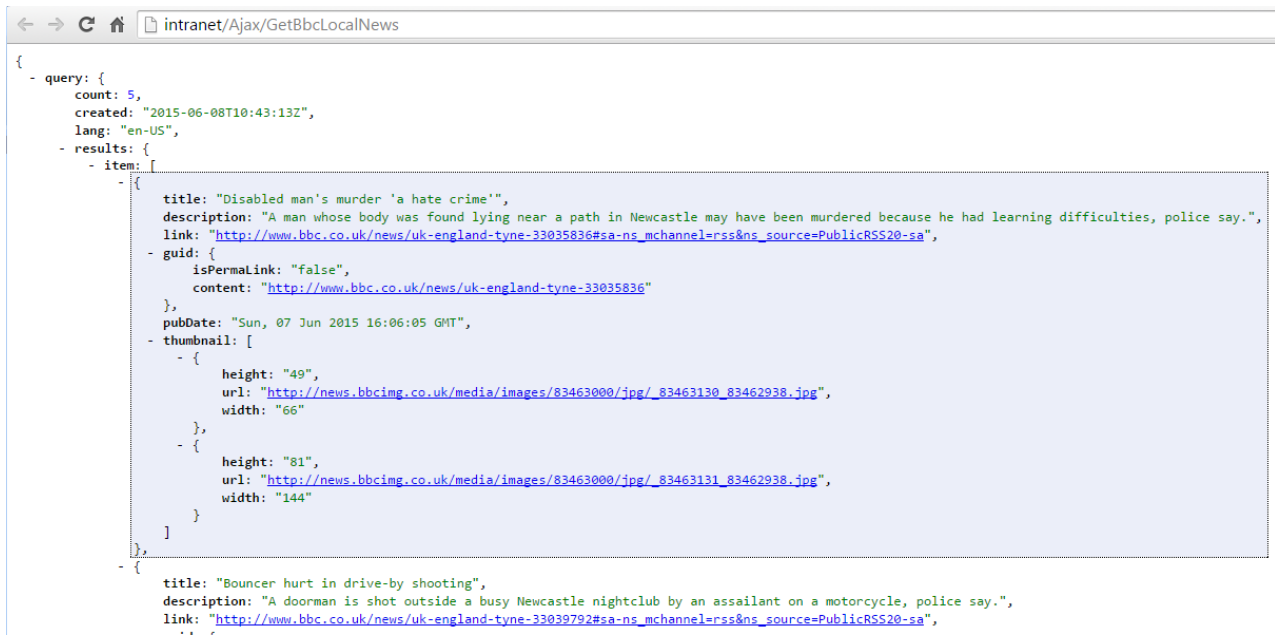 intranet/Ajax/GetBbcLocalNews
{
- query: {
count: 5,
created: "2015-06-08T10:43:13Z",
lang: "en-US",
- results: {
- item: [
- {
title: "Disabled man's murder 'a hate crime'",
description: "A man whose body was found lying near a path in Newcastle may have been murdered because he had learning difficulties, police say.",
link: "http://www.bbc.co.uk/news/uk-england-tyne-33035836#sa-ns_mchannel=rss&ns_source=PublicRSS20-sa",
- guid: {
isPermaLink: "false",
content: "http://www.bbc.co.uk/news/uk-england-tyne-33035836"
},
pubDate: "Sun, 07 Jun 2015 16:06:05 GMT",
- thumbnail: [
- {
height: "49",
url: "http://news.bbcimg.co.uk/media/images/83463000/jpg/_83463130_83462938.jpg",
width: "66"
},
- {
height: "81",
url: "http://news.bbcimg.co.uk/media/images/83463000/jpg/_83463131_83462938.jpg",
width: "144"
}
]
},
- {
title: "Bouncer hurt in drive-by shooting",
description: "A doorman is shot outside a busy Newcastle nightclub by an assailant on a motorcycle, police say.",
link: "http://www.bbc.co.uk/news/uk-england-tyne-33039792#sa-ns_mchannel=rss&ns_source=PublicRSS20-sa",